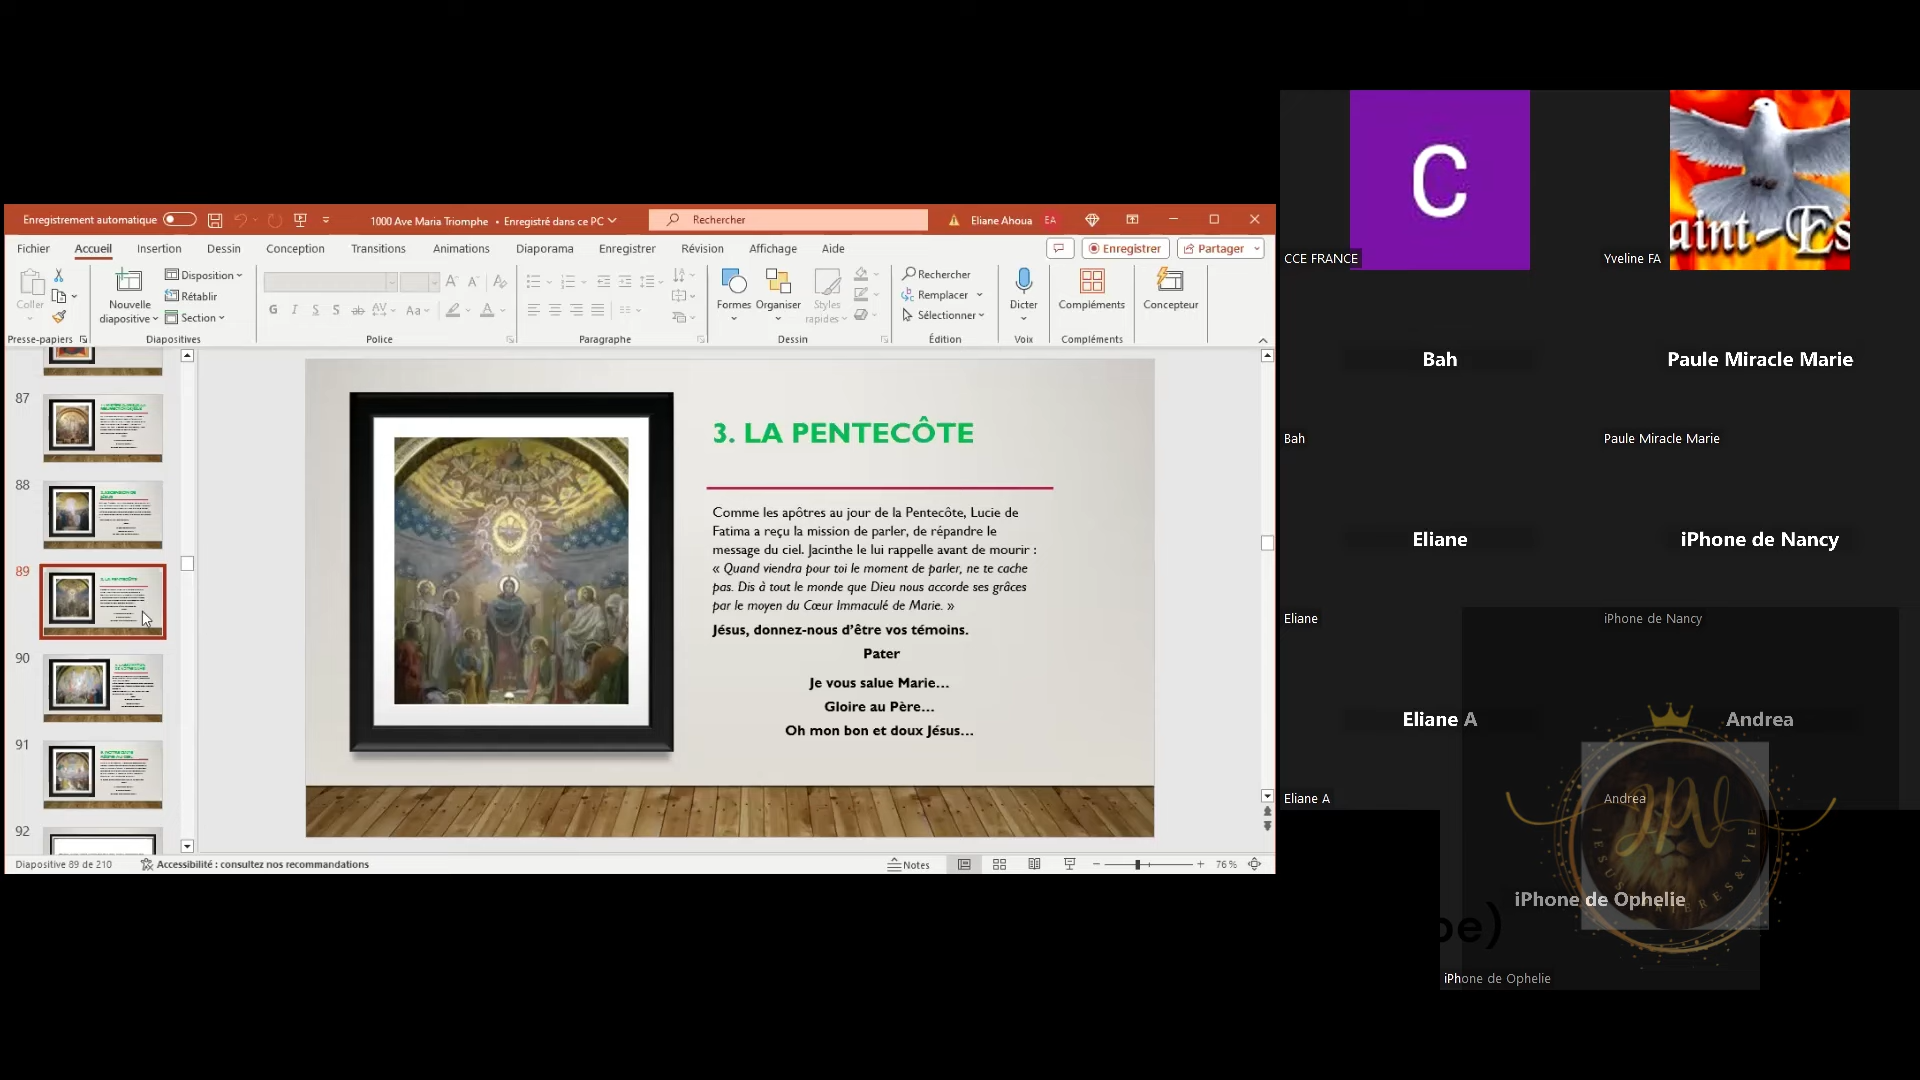 Enregistrement automatique
1000 Ave Maria Triomphe • Enregistré dans ce PC
Rechercher
Eliane Ahoua EA
Fichier Accueil Insertion Dessin Conception Transitions Animations Diaporama Enregistrer Révision Affichage Aide
Enregistrer
Partager
Coller
Nouvelle
diapositive
Disposition
Rétablir
Section
G I S S ab AV Aa A
Formes
Organiser
Styles
rapides
Rechercher
Remplacer
Sélectionner
Dicter
Compléments
Concepteur
Presse-papiers Diapositives Police Paragraphe Dessin Édition Voix Compléments
87
88
89
90
91
92
3. LA PENTECÔTE
Comme les apôtres au jour de la Pentecôte, Lucie de
Fatima a reçu la mission de parler, de répandre le
message du ciel. Jacinthe le lui rappelle avant de mourir :
« Quand viendra pour toi le moment de parler, ne te cache
pas. Dis à tout le monde que Dieu nous accorde ses grâces
par le moyen du Cœur Immaculé de Marie. »
Jésus, donnez-nous d'être vos témoins.
Pater
Je vous salue Marie…
Gloire au Père…
Oh mon bon et doux Jésus…
Diapositive 89 de 210
Accessibilité : consultez nos recommandations
Notes
76 %
C
CCE FRANCE
aint-Es
Yveline FA
Bah
Bah
Paule Miracle Marie
Paule Miracle Marie
Eliane
Eliane
iPhone de Nancy
iPhone de Nancy
Eliane A
Eliane A
Andrea
Andrea
iPhone de Ophelie
iPhone de Ophelie
be)